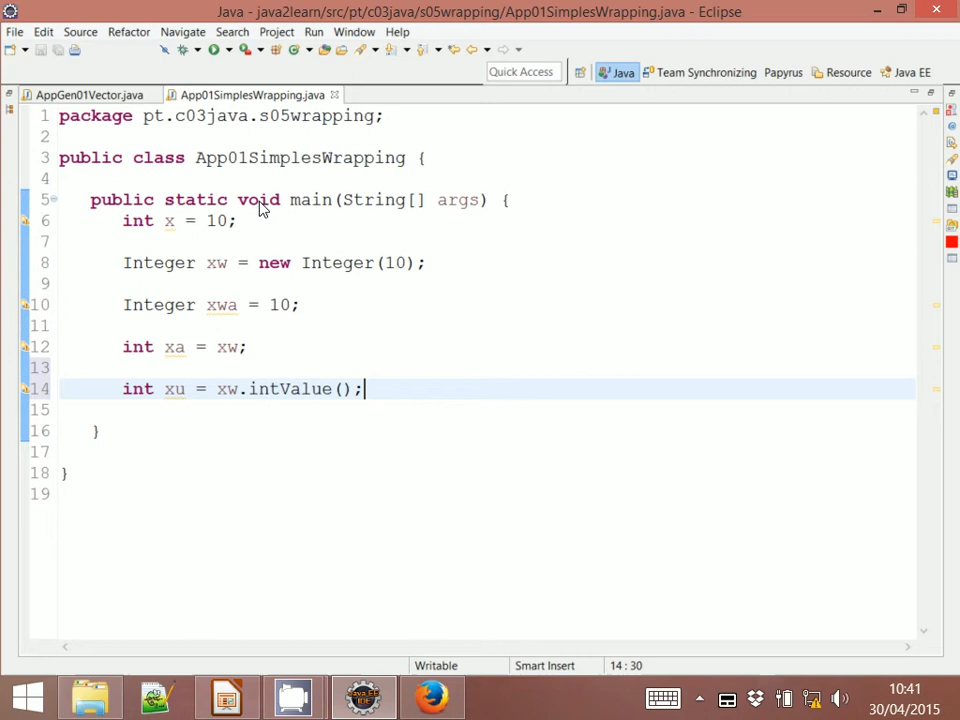 Java - java2learn/src/pt/c03java/s05wrapping/App01SimplesWrapping.java - Eclipse
File Edit Source Refactor Navigate Search Project Run Window Help
Quick Access Java Team Synchronizing Papyrus Resource Java EE
AppGen01Vector.java App01SimplesWrapping.java
1 package pt.c03java.s05wrapping;
2
3 public class App01SimplesWrapping {
4
5 public static void main(String[] args) {
6 int x = 10;
7
8 Integer xw = new Integer(10);
9
10 Integer xwa = 10;
11
12 int xa = xw;
13
14 int xu = xw.intValue();
15
16 }
17
18 }
19
Writable Smart Insert 14 : 30
Java EE
IDE
10:41
30/04/2015